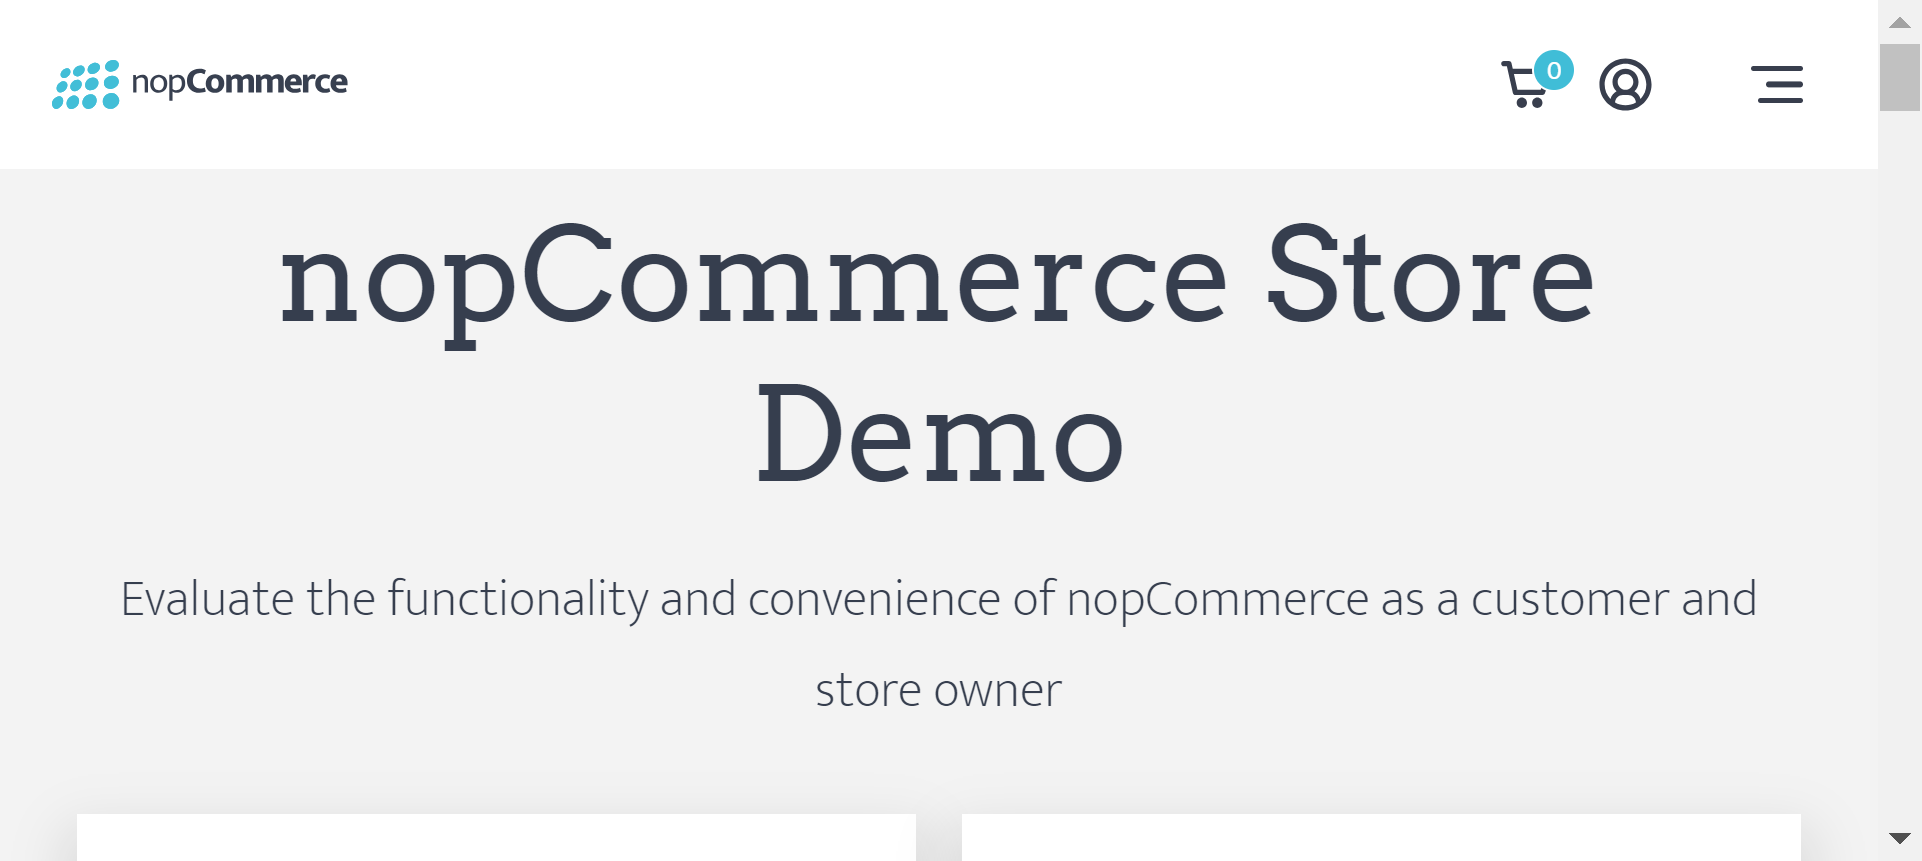 nopCommerce
0
nopCommerce Store
Demo
Evaluate the functionality and convenience of nopCommerce as a customer and
store owner